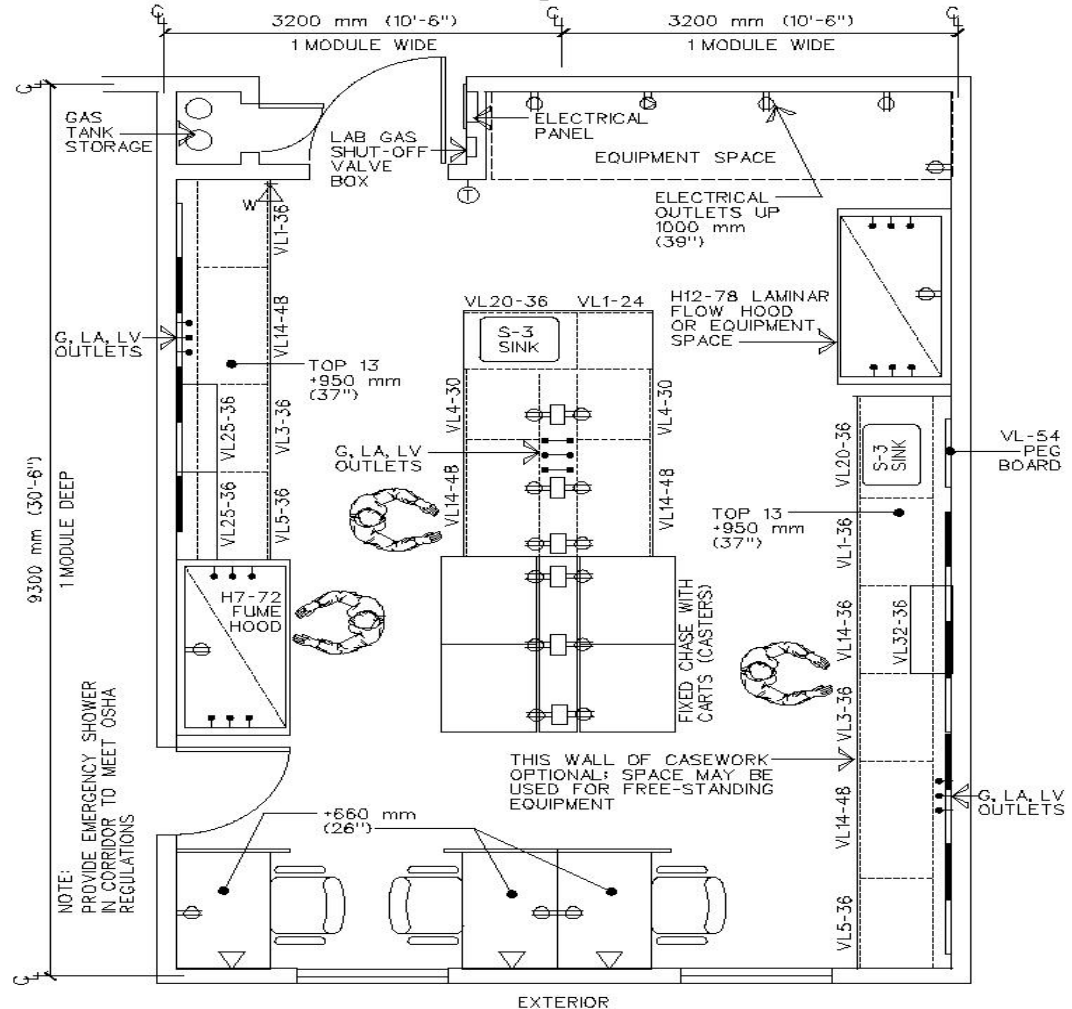 ℄
3200 mm (10'-6")
℄
3200 mm (10'-6")
℄
1 MODULE WIDE
1 MODULE WIDE
℄
GAS
TANK
STORAGE
LAB GAS
SHUT-OFF
VALVE
BOX
ELECTRICAL
PANEL
EQUIPMENT SPACE
T
W
ELECTRICAL
OUTLETS UP
1000 mm
(39")
VL1-36
VL14-48
VL3-36
VL5-36
VL25-36
VL25-36
G, LA, LV
OUTLETS
TOP 13
+950 mm
(37")
VL20-36
VL1-24
S-3
SINK
VL4-30
VL4-30
VL14-48
VL14-48
G, LA, LV
OUTLETS
H12-78 LAMINAR
FLOW HOOD
OR EQUIPMENT
SPACE
VL20-36
S-3
SINK
VL-54
PEG
BOARD
TOP 13
+950 mm
(37")
VL1-36
VL14-36
VL32-36
VL3-36
VL14-48
VL5-36
9300 mm (30'-6")
1 MODULE DEEP
H7-72
FUME
HOOD
FIXED CHASE WITH
CARTS (CASTERS)
THIS WALL OF CASEWORK
OPTIONAL; SPACE MAY BE
USED FOR FREE-STANDING
EQUIPMENT
G, LA, LV
OUTLETS
+660 mm
(26")
NOTE:
PROVIDE EMERGENCY SHOWER
IN CORRIDOR TO MEET OSHA
REGULATIONS
℄
EXTERIOR